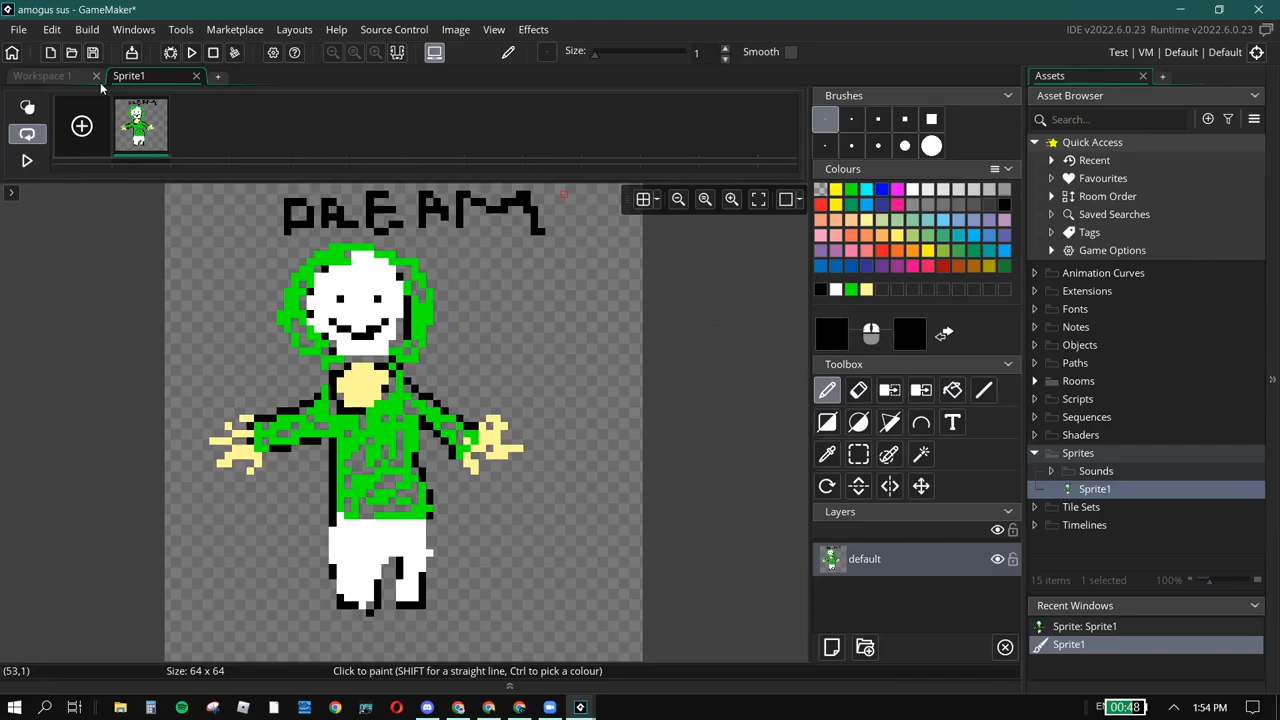 amogus sus - GameMaker*
File Edit Build Windows Tools Marketplace Layouts Help Source Control Image View Effects
IDE v2022.6.0.23 Runtime v2022.6.0.23
Size: 1 Smooth
Test | VM | Default | Default
Workspace 1
Sprite1
DREAM
Brushes
Colours
Toolbox
T
Layers
default
Assets
Asset Browser
Search...
Quick Access
Recent
Favourites
Room Order
Saved Searches
Tags
Game Options
Animation Curves
Extensions
Fonts
Notes
Objects
Paths
Rooms
Scripts
Sequences
Shaders
Sprites
Sounds
Sprite1
Tile Sets
Timelines
15 items 1 selected 100%
Recent Windows
Sprite: Sprite1
Sprite1
(53,1) Size: 64 x 64 Click to paint (SHIFT for a straight line, Ctrl to pick a colour)
00:48
1:54 PM